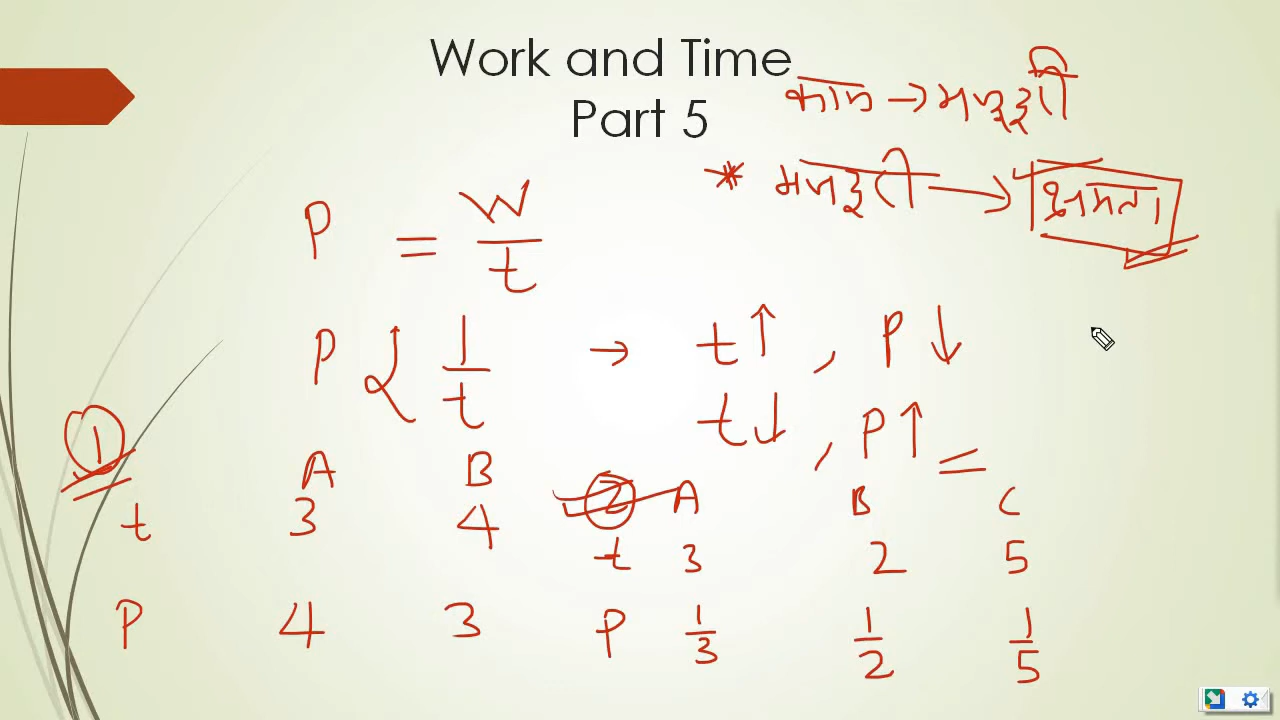 Work and Time
Part 5
काम → मजदूरी
* मजदूरी → क्षमता
P = W/t
P ∝ 1/t → t↑, P↓
t↓, P↑
1
A B
t 3 4
P 4 3
2 A B C
t 3 2 5
P 1/3 1/2 1/5